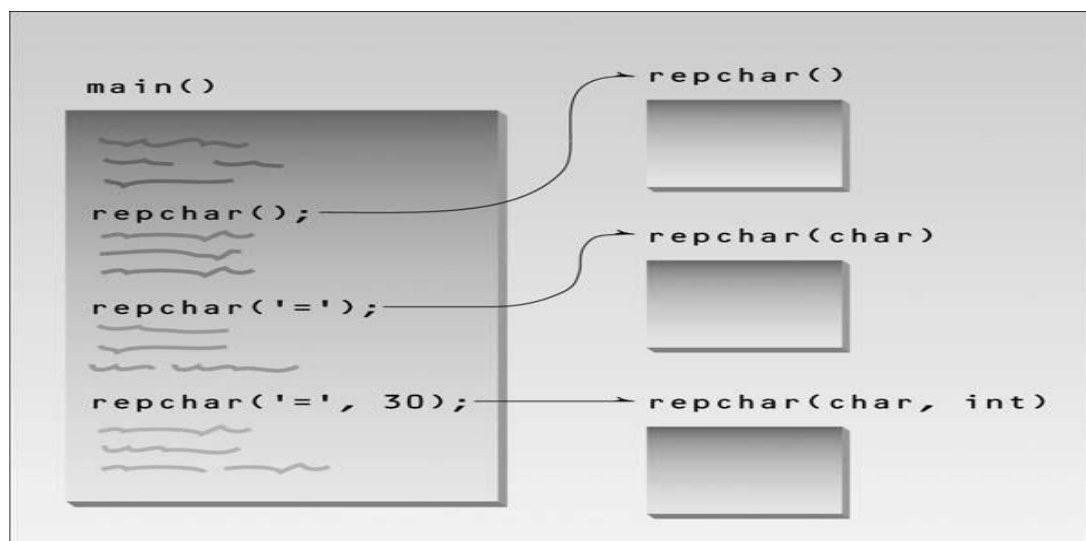 main()
repchar();
repchar('=');
repchar('=', 30);
repchar()
repchar(char)
repchar(char, int)